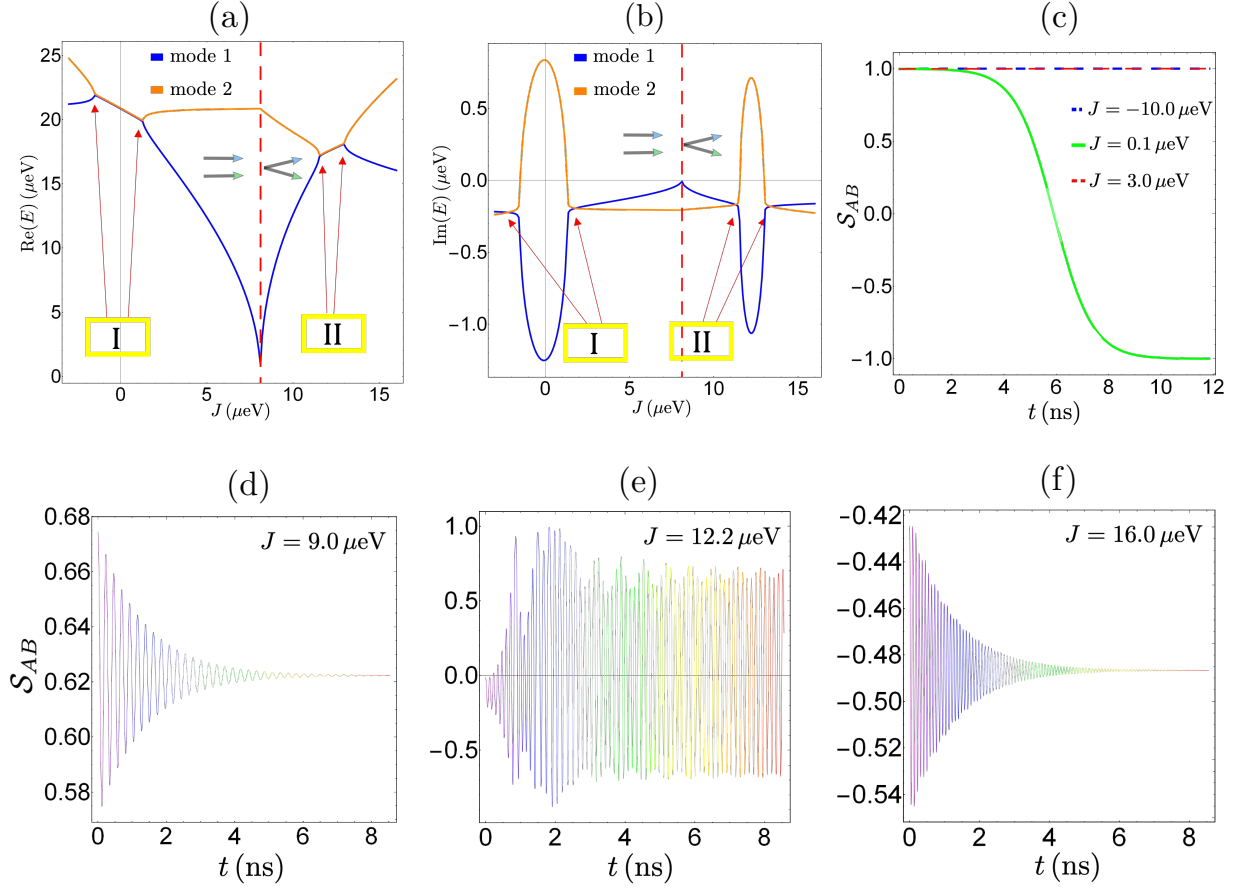 (a)
Re(E) (μeV)
25
20
15
10
5
0
mode 1
mode 2
I
II
0
5
10
15
J (μeV)
(b)
Im(E) (μeV)
0.5
0.0
−0.5
−1.0
mode 1
mode 2
I
II
0
5
10
15
J (μeV)
(c)
S_AB
1.0
0.5
0.0
−0.5
−1.0
J = −10.0 μeV
J = 0.1 μeV
J = 3.0 μeV
0
2
4
6
8
10
12
t (ns)
(d)
S_AB
0.68
0.66
0.64
0.62
0.60
0.58
J = 9.0 μeV
0
2
4
6
8
t (ns)
(e)
1.0
0.5
0.0
−0.5
J = 12.2 μeV
0
2
4
6
8
t (ns)
(f)
−0.42
−0.44
−0.46
−0.48
−0.50
−0.52
−0.54
J = 16.0 μeV
0
2
4
6
8
t (ns)